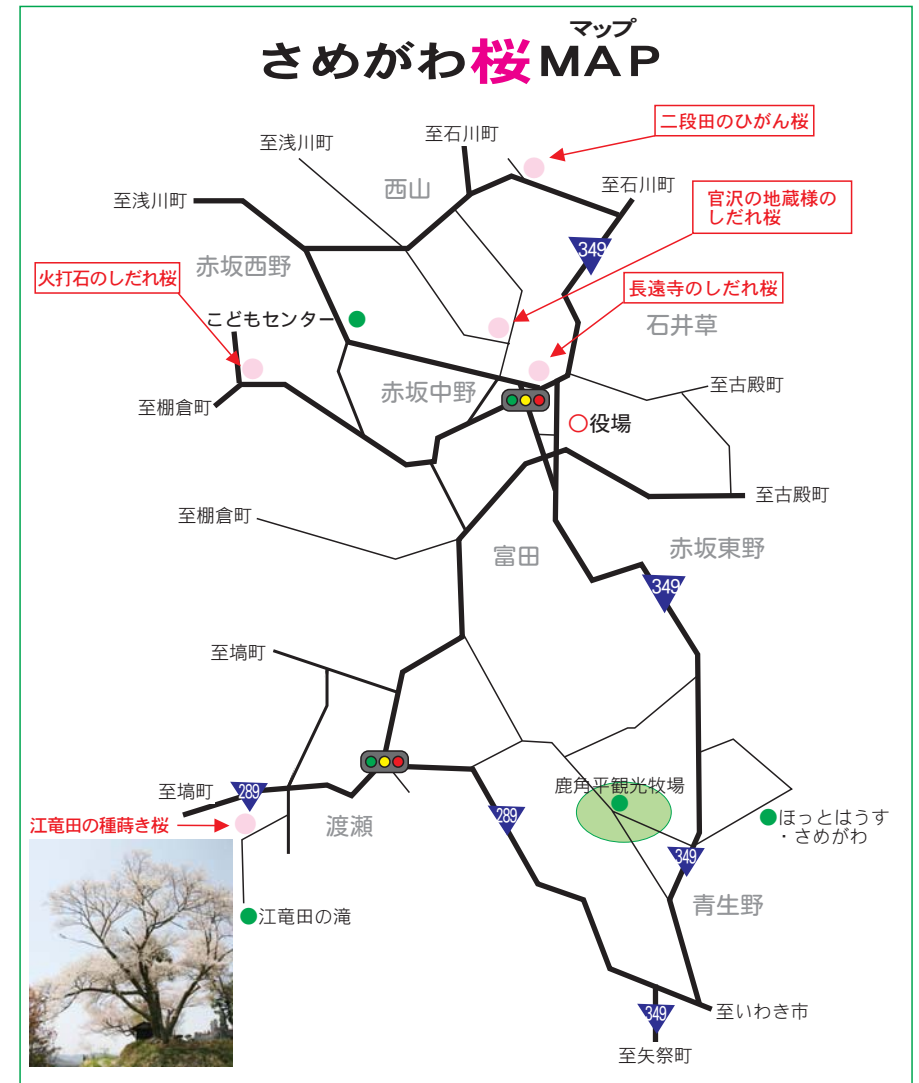 マップ
さめがわ桜MAP
二段田のひがん桜
至石川町
至浅川町
西山
至石川町
至浅川町
官沢の地蔵様の
しだれ桜
349
赤坂西野
火打石のしだれ桜
長遠寺のしだれ桜
こどもセンター
石井草
赤坂中野
至古殿町
至棚倉町
役場
至古殿町
至棚倉町
富田
赤坂東野
349
至塙町
鹿角平観光牧場
至塙町
289
289
ほっとはうす
・さめがわ
江竜田の種蒔き桜
渡瀬
349
青生野
江竜田の滝
349
至いわき市
至矢祭町